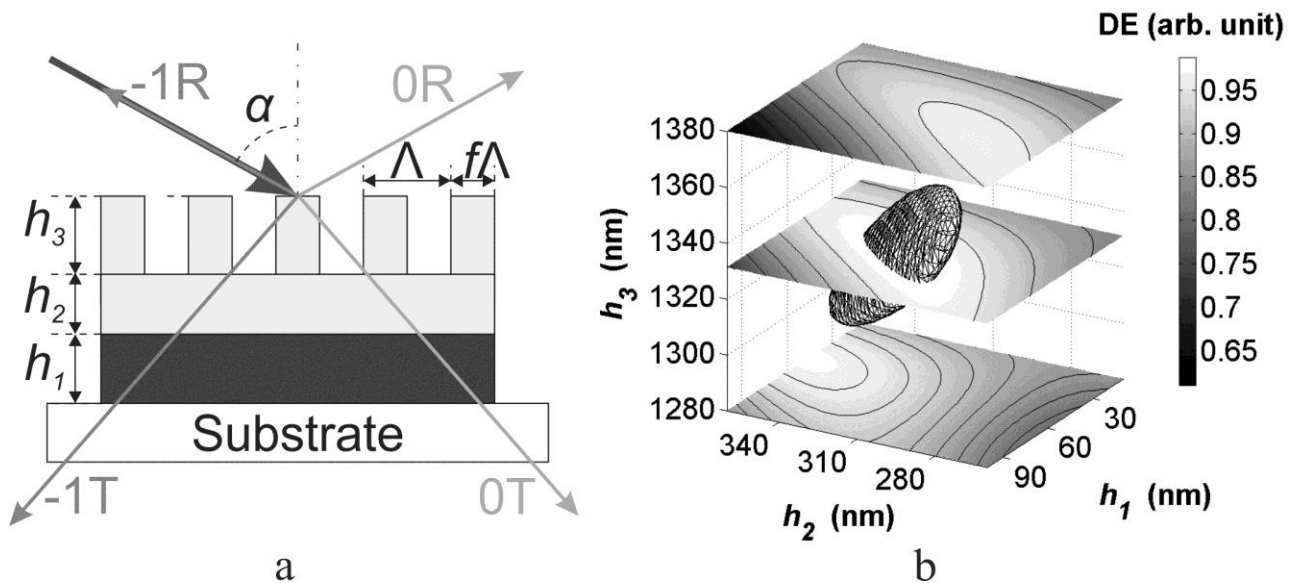 -1R
α
0R
Λ
fΛ
h3
h2
h1
Substrate
-1T
0T
a
DE (arb. unit)
0.95
0.9
0.85
0.8
0.75
0.7
0.65
1380
1360
1340
1320
1300
1280
h3 (nm)
340
310
280
h2 (nm)
30
60
90
h1 (nm)
b